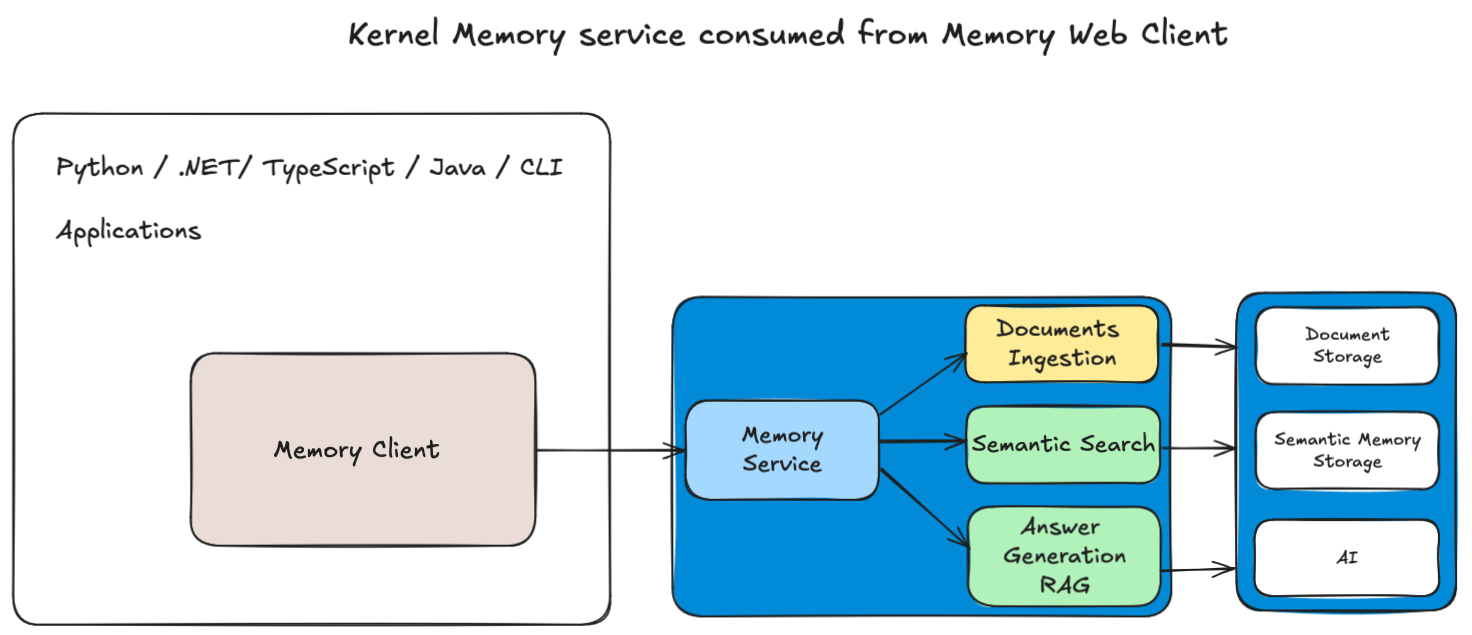 Kernel Memory service consumed from Memory Web Client
Python / .NET/ TypeScript / Java / CLI
Applications
Memory Client
Memory
Service
Documents
Ingestion
Semantic Search
Answer
Generation
RAG
Document
Storage
Semantic Memory
Storage
AI